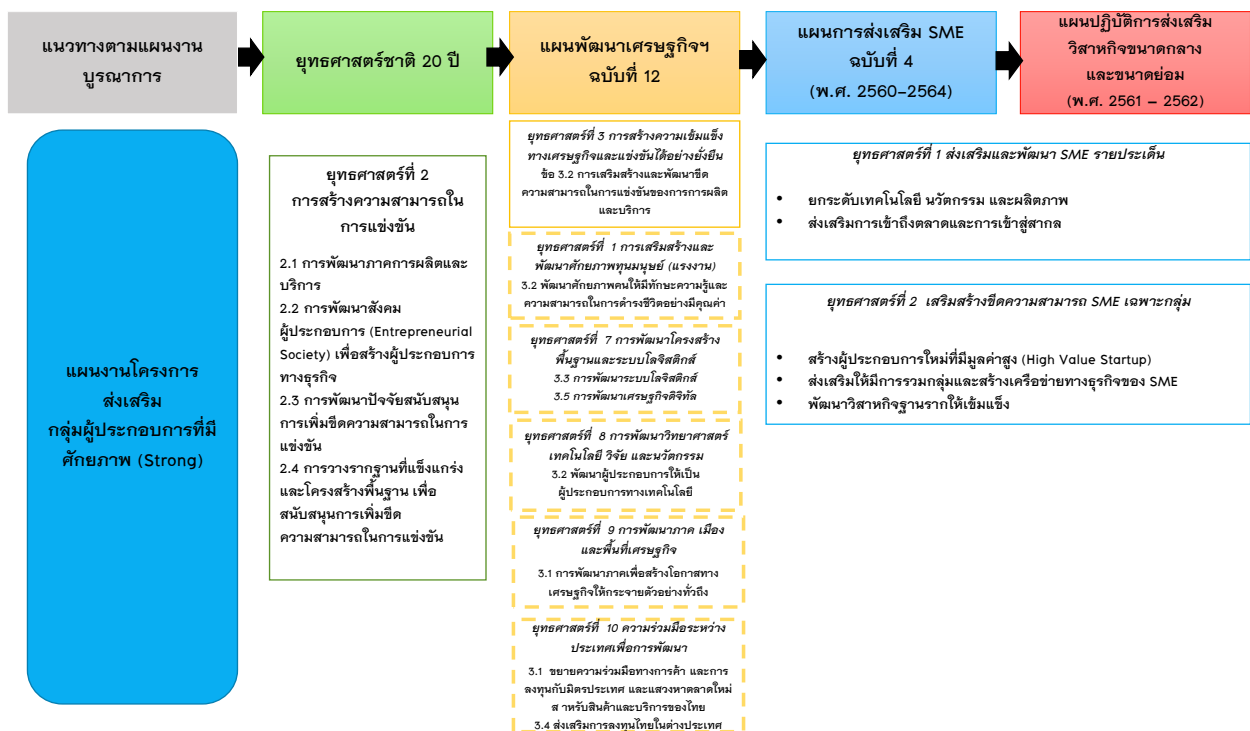 แนวทางตามแผนงาน
บูรณาการ
ยุทธศาสตร์ชาติ 20 ปี
แผนพัฒนาเศรษฐกิจฯ
ฉบับที่ 12
แผนการส่งเสริม SME
ฉบับที่ 4
(พ.ศ. 2560-2564)
แผนปฏิบัติการส่งเสริม
วิสาหกิจขนาดกลาง
และขนาดย่อม
(พ.ศ. 2561 – 2562)
แผนงานโครงการ
ส่งเสริม
กลุ่มผู้ประกอบการที่มี
ศักยภาพ (Strong)
ยุทธศาสตร์ที่ 2
การสร้างความสามารถใน
การแข่งขัน
2.1 การพัฒนาภาคการผลิตและ
บริการ
2.2 การพัฒนาสังคม
ผู้ประกอบการ (Entrepreneurial
Society) เพื่อสร้างผู้ประกอบการ
ทางธุรกิจ
2.3 การพัฒนาปัจจัยสนับสนุน
การเพิ่มขีดความสามารถในการ
แข่งขัน
2.4 การวางรากฐานที่แข็งแกร่ง
และโครงสร้างพื้นฐาน เพื่อ
สนับสนุนการเพิ่มขีด
ความสามารถในการแข่งขัน
ยุทธศาสตร์ที่ 3 การสร้างความเข้มแข็ง
ทางเศรษฐกิจและแข่งขันได้อย่างยั่งยืน
ข้อ 3.2 การเสริมสร้างและพัฒนาขีด
ความสามารถในการแข่งขันของการการผลิต
และบริการ
ยุทธศาสตร์ที่ 1 การเสริมสร้างและ
พัฒนาศักยภาพทุนมนุษย์ (แรงงาน)
3.2 พัฒนาศักยภาพคนให้มีทักษะความรู้และ
ความสามารถในการดำรงชีวิตอย่างมีคุณค่า
ยุทธศาสตร์ที่ 7 การพัฒนาโครงสร้าง
พื้นฐานและระบบโลจิสติกส์
3.3 การพัฒนาระบบโลจิสติกส์
3.5 การพัฒนาเศรษฐกิจดิจิทัล
ยุทธศาสตร์ที่ 8 การพัฒนาวิทยาศาสตร์
เทคโนโลยี วิจัย และนวัตกรรม
3.2 พัฒนาผู้ประกอบการให้เป็น
ผู้ประกอบการทางเทคโนโลยี
ยุทธศาสตร์ที่ 9 การพัฒนาภาค เมือง
และพื้นที่เศรษฐกิจ
3.1 การพัฒนาภาคเพื่อสร้างโอกาสทาง
เศรษฐกิจให้กระจายตัวอย่างทั่วถึง
ยุทธศาสตร์ที่ 10 ความร่วมมือระหว่าง
ประเทศเพื่อการพัฒนา
3.1 ขยายความร่วมมือทางการค้า และการ
ลงทุนกับมิตรประเทศ และแสวงหาตลาดใหม่
ส าหรับสินค้าและบริการของไทย
3.4 ส่งเสริมการลงทุนไทยในต่างประเทศ
ยุทธศาสตร์ที่ 1 ส่งเสริมและพัฒนา SME รายประเด็น
• ยกระดับเทคโนโลยี นวัตกรรม และผลิตภาพ
• ส่งเสริมการเข้าถึงตลาดและการเข้าสู่สากล
ยุทธศาสตร์ที่ 2 เสริมสร้างขีดความสามารถ SME เฉพาะกลุ่ม
• สร้างผู้ประกอบการใหม่ที่มีมูลค่าสูง (High Value Startup)
• ส่งเสริมให้มีการรวมกลุ่มและสร้างเครือข่ายทางธุรกิจของ SME
• พัฒนาวิสาหกิจฐานรากให้เข้มแข็ง